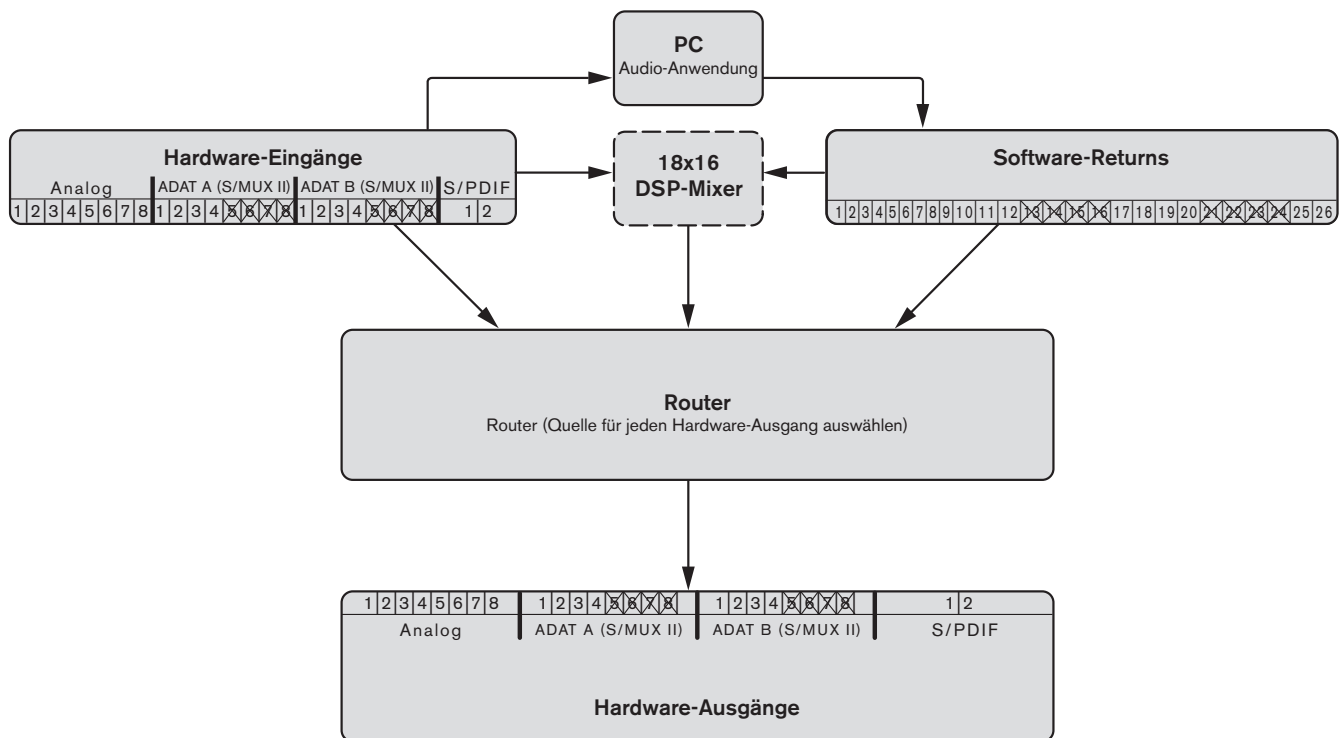 PC
Audio-Anwendung
Hardware-Eingänge
Analog ADAT A (S/MUX II) ADAT B (S/MUX II) S/PDIF
1 2 3 4 5 6 7 8 1 2 3 4 5 6 7 8 1 2 3 4 5 6 7 8 1 2
18x16
DSP-Mixer
Software-Returns
1 2 3 4 5 6 7 8 9 10 11 12 13 14 15 16 17 18 19 20 21 22 23 24 25 26
Router
Router (Quelle für jeden Hardware-Ausgang auswählen)
1 2 3 4 5 6 7 8 1 2 3 4 5 6 7 8 1 2 3 4 5 6 7 8 1 2
Analog ADAT A (S/MUX II) ADAT B (S/MUX II) S/PDIF
Hardware-Ausgänge